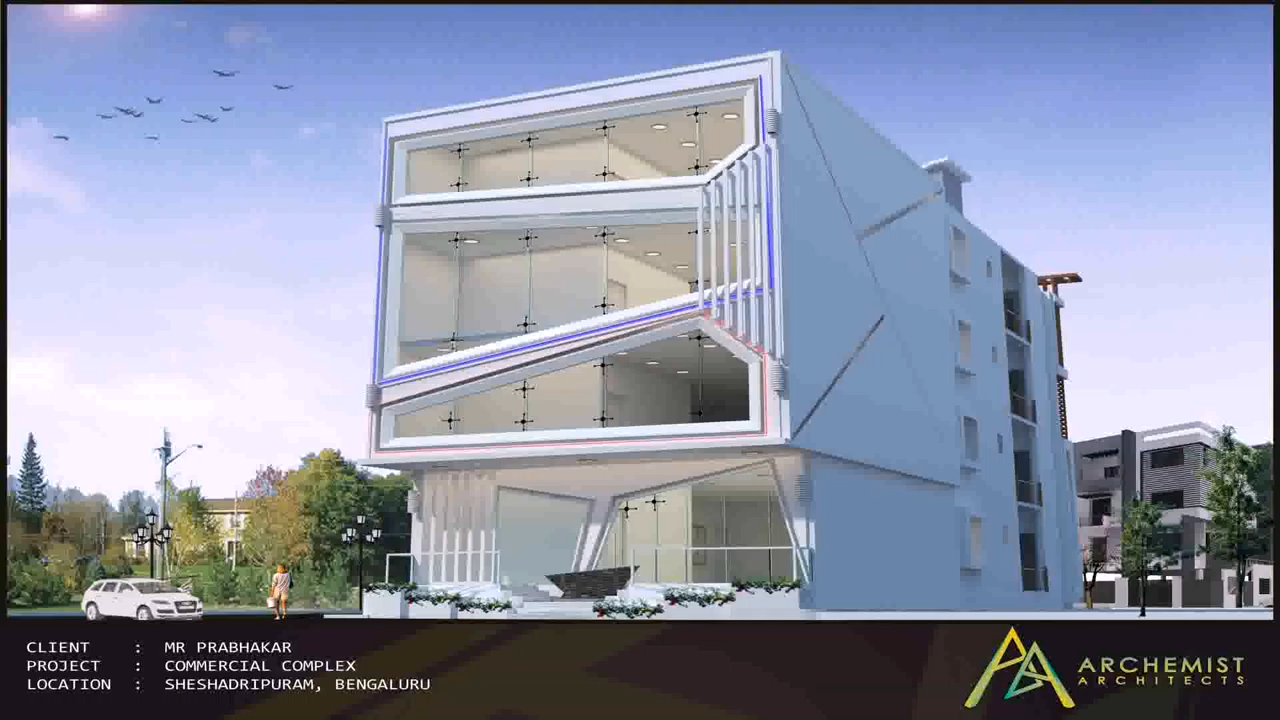 CLIENT : MR PRABHAKAR
PROJECT : COMMERCIAL COMPLEX
LOCATION : SHESHADRIPURAM, BENGALURU
ARCHEMIST
ARCHITECTS